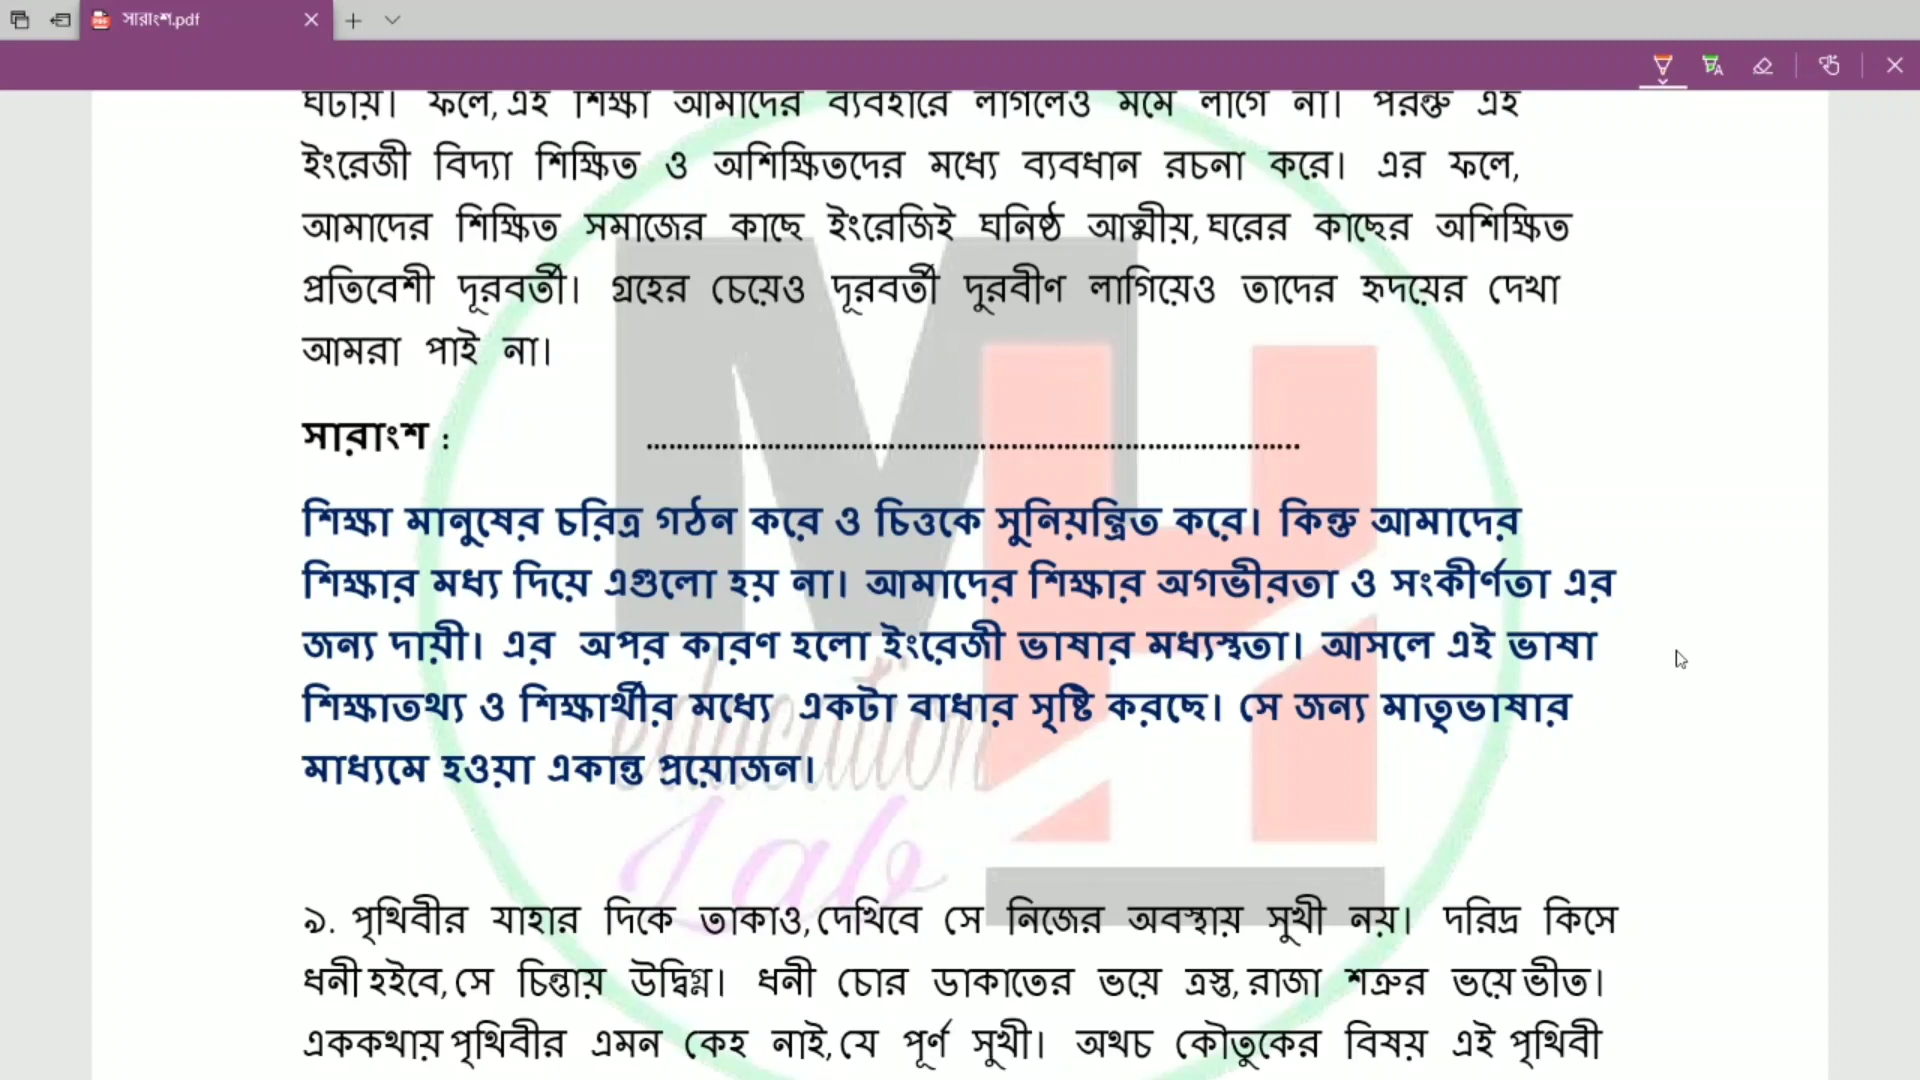 সারাংশ.pdf
ঘটায়। ফলে, এই শিক্ষা আমাদের ব্যবহারে লাগলেও মর্মে লাগে না। পরন্তু এই
ইংরেজী বিদ্যা শিক্ষিত ও অশিক্ষিতদের মধ্যে ব্যবধান রচনা করে। এর ফলে,
আমাদের শিক্ষিত সমাজের কাছে ইংরেজিই ঘনিষ্ঠ আত্মীয়, ঘরের কাছের অশিক্ষিত
প্রতিবেশী দূরবর্তী। গ্রহের চেয়েও দূরবর্তী দুরবীণ লাগিয়েও তাদের হৃদয়ের দেখা
আমরা পাই না।
সারাংশ : ..........................................................................................
শিক্ষা মানুষের চরিত্র গঠন করে ও চিত্তকে সুনিয়ন্ত্রিত করে। কিন্তু আমাদের
শিক্ষার মধ্য দিয়ে এগুলো হয় না। আমাদের শিক্ষার অগভীরতা ও সংকীর্ণতা এর
জন্য দায়ী। এর অপর কারণ হলো ইংরেজী ভাষার মধ্যস্থতা। আসলে এই ভাষা
শিক্ষাতথ্য ও শিক্ষার্থীর মধ্যে একটা বাধার সৃষ্টি করছে। সে জন্য মাতৃভাষার
মাধ্যমে হওয়া একান্ত প্রয়োজন।
MH
education
Lab
৯. পৃথিবীর যাহার দিকে তাকাও, দেখিবে সে নিজের অবস্থায় সুখী নয়। দরিদ্র কিসে
ধনী হইবে, সে চিন্তায় উদ্বিগ্ন। ধনী চোর ডাকাতের ভয়ে ত্রস্ত, রাজা শত্রুর ভয়ে ভীত।
এককথায় পৃথিবীর এমন কেহ নাই, যে পূর্ণ সুখী। অথচ কৌতুকের বিষয় এই পৃথিবী